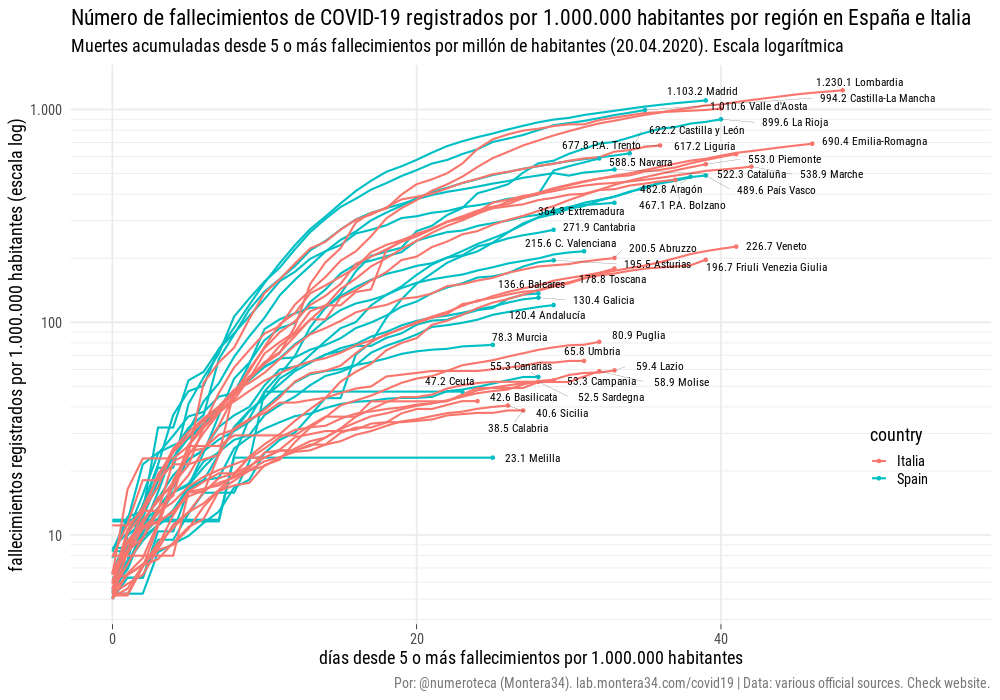 Número de fallecimientos de COVID-19 registrados por 1.000.000 habitantes por región en España e Italia
Muertes acumuladas desde 5 o más fallecimientos por millón de habitantes (20.04.2020). Escala logarítmica
fallecimientos registrados por 1.000.000 habitantes (escala log)
1.000
100
10
1.230.1 Lombardia
1.103.2 Madrid
994.2 Castilla-La Mancha
1.010.6 Valle d'Aosta
899.6 La Rioja
622.2 Castilla y León
690.4 Emilia-Romagna
677.8 P.A. Trento
617.2 Liguria
553.0 Piemonte
588.5 Navarra
522.3 Cataluña
538.9 Marche
482.8 Aragón
489.6 País Vasco
467.1 P.A. Bolzano
364.3 Extremadura
271.9 Cantabria
215.6 C. Valenciana
200.5 Abruzzo
226.7 Veneto
195.5 Asturias
196.7 Friuli Venezia Giulia
178.8 Toscana
136.6 Baleares
130.4 Galicia
120.4 Andalucía
78.3 Murcia
80.9 Puglia
65.8 Umbria
55.3 Canarias
59.4 Lazio
47.2 Ceuta
53.3 Campania
58.9 Molise
42.6 Basilicata
52.5 Sardegna
40.6 Sicilia
38.5 Calabria
23.1 Melilla
country
Italia
Spain
0
20
40
días desde 5 o más fallecimientos por 1.000.000 habitantes
Por: @numeroteca (Montera34). lab.montera34.com/covid19 | Data: various official sources. Check website.